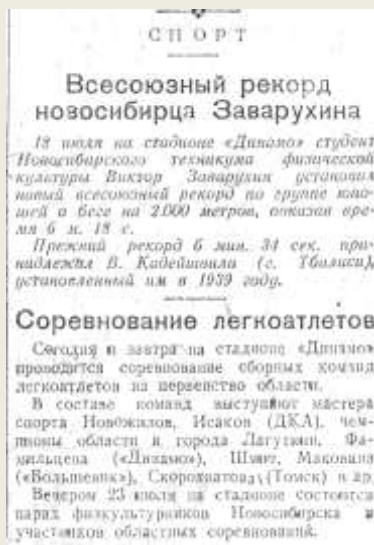 СПОРТ
Всесоюзный рекорд
новосибирца Заварухина
18 июля на стадионе «Динамо» студент
Новосибирского техникума физической
культуры Виктор Заварухин установил
новый всесоюзный рекорд по группе юно-
шей в беге на 2.000 метров, показав вре-
мя 6 м. 18 с.
Прежний рекорд 6 мин. 34 сек. при-
надлежал В. Кадейшвили (г. Тбилиси),
установленный им в 1939 году.
Соревнование легкоатлетов
Сегодня и завтра на стадионе «Динамо»
проводится соревнование сборных команд
легкоатлетов на первенство области.
В составе команд выступают мастера
спорта Новожилов, Исаков (ДКА), чем-
пионы области и города Лагуткин, Фа-
мильцева («Динамо»), Шмит, Маковина
(«Большевик»), (Томск) и др.
Вечером 23 июля на стадионе состоится
парад физкультурников Новосибирска и
участников областных соревнований.